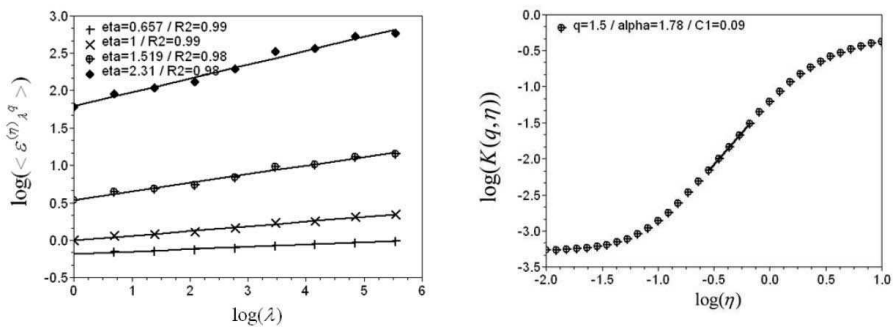 eta=0.657 / R2=0.99
eta=1 / R2=0.99
eta=1.519 / R2=0.98
eta=2.31 / R2=0.98
3.0
2.5
2.0
1.5
1.0
0.5
0.0
-0.5
0 1 2 3 4 5 6
log(λ)
log(< ε^(η)_λ^q >)
q=1.5 / alpha=1.78 / C1=0.09
0.0
-0.5
-1.0
-1.5
-2.0
-2.5
-3.0
-3.5
-2.0 -1.5 -1.0 -0.5 0.0 0.5 1.0
log(η)
log(K(q,η))